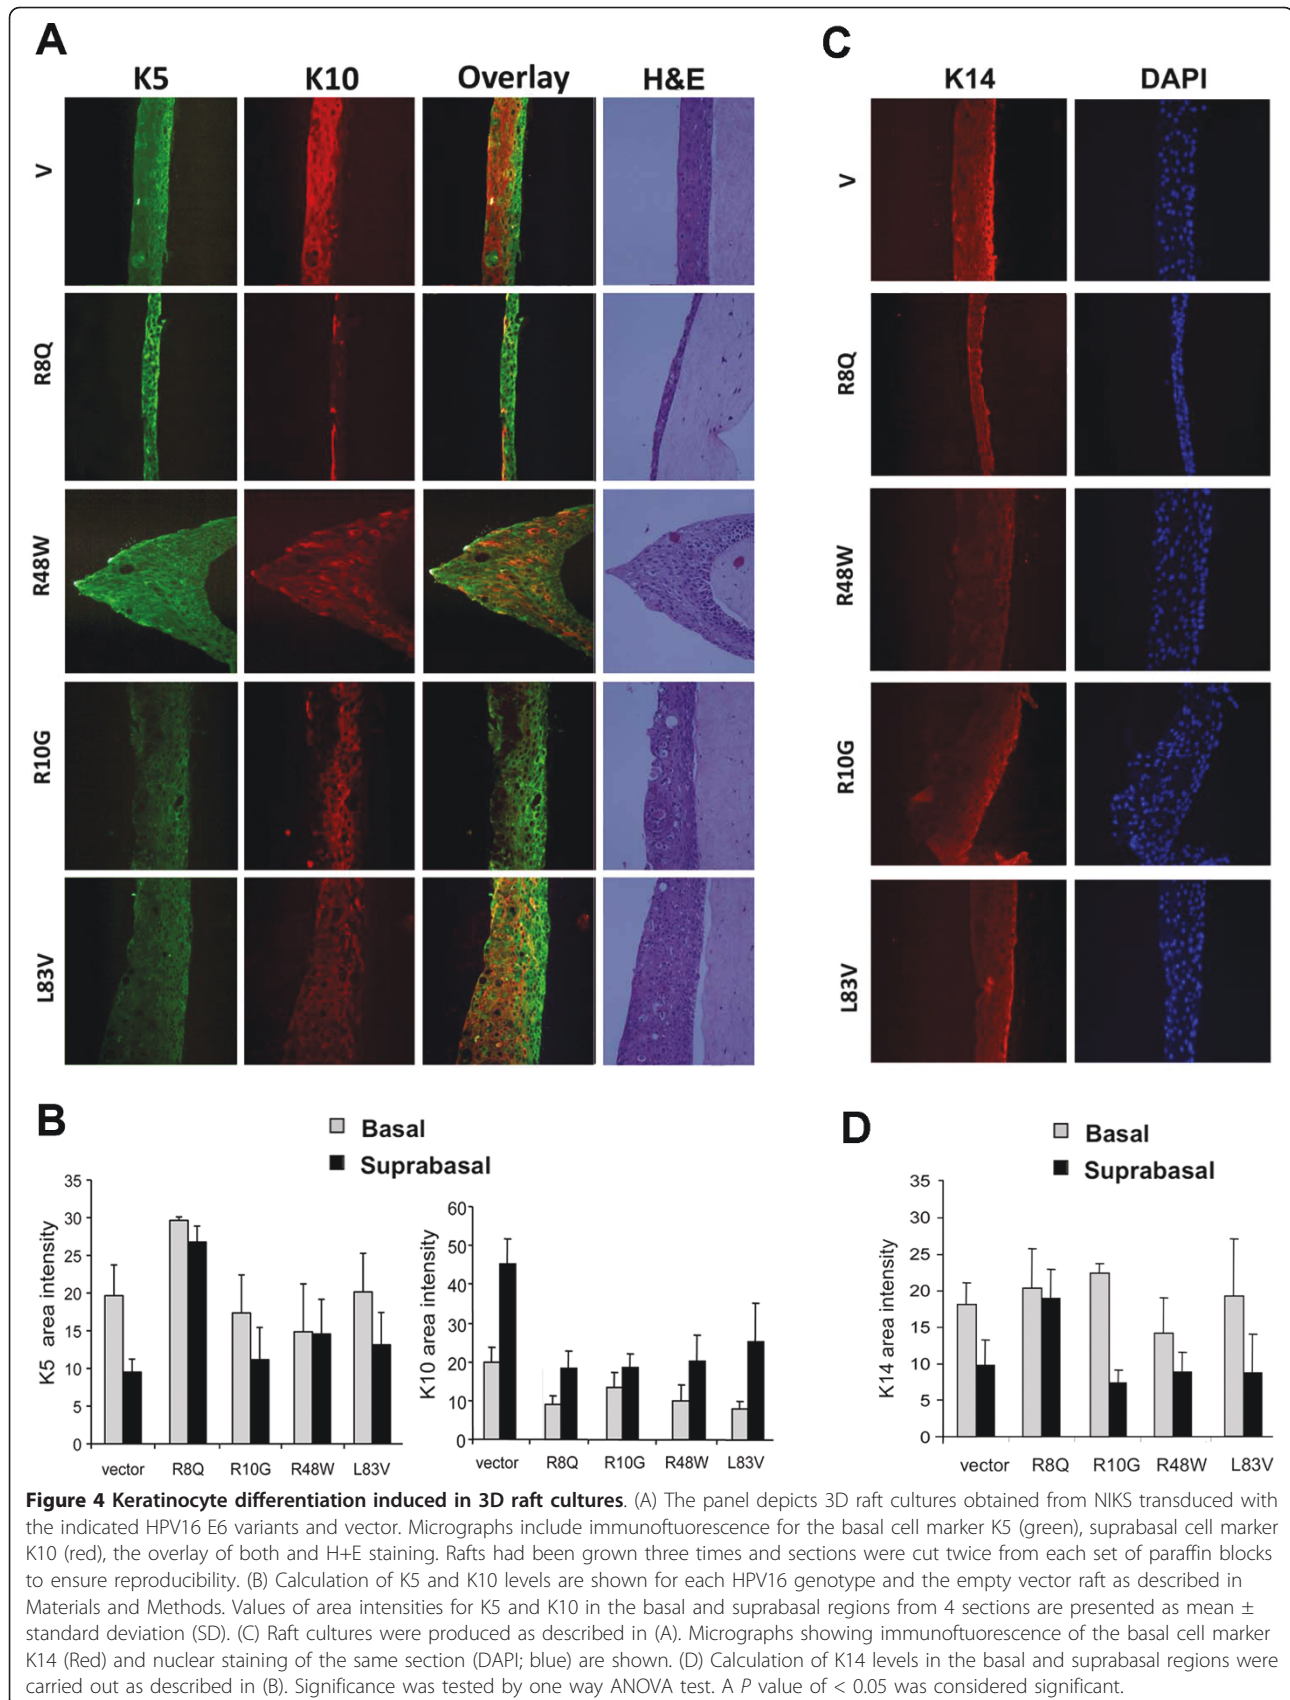 A
K5 K10 Overlay H&E
V
R8Q
R48W
R10G
L83V
C
K14 DAPI
V
R8Q
R48W
R10G
L83V
B
Basal
Suprabasal
K5 area intensity
35
30
25
20
15
10
5
0
vector R8Q R10G R48W L83V
K10 area intensity
60
50
40
30
20
10
0
vector R8Q R10G R48W L83V
D
Basal
Suprabasal
K14 area intensity
35
30
25
20
15
10
5
0
vector R8Q R10G R48W L83V
Figure 4 Keratinocyte differentiation induced in 3D raft cultures. (A) The panel depicts 3D raft cultures obtained from NIKS transduced with
the indicated HPV16 E6 variants and vector. Micrographs include immunoftuorescence for the basal cell marker K5 (green), suprabasal cell marker
K10 (red), the overlay of both and H+E staining. Rafts had been grown three times and sections were cut twice from each set of paraffin blocks
to ensure reproducibility. (B) Calculation of K5 and K10 levels are shown for each HPV16 genotype and the empty vector raft as described in
Materials and Methods. Values of area intensities for K5 and K10 in the basal and suprabasal regions from 4 sections are presented as mean ±
standard deviation (SD). (C) Raft cultures were produced as described in (A). Micrographs showing immunoftuorescence of the basal cell marker
K14 (Red) and nuclear staining of the same section (DAPI; blue) are shown. (D) Calculation of K14 levels in the basal and suprabasal regions were
carried out as described in (B). Significance was tested by one way ANOVA test. A P value of < 0.05 was considered significant.